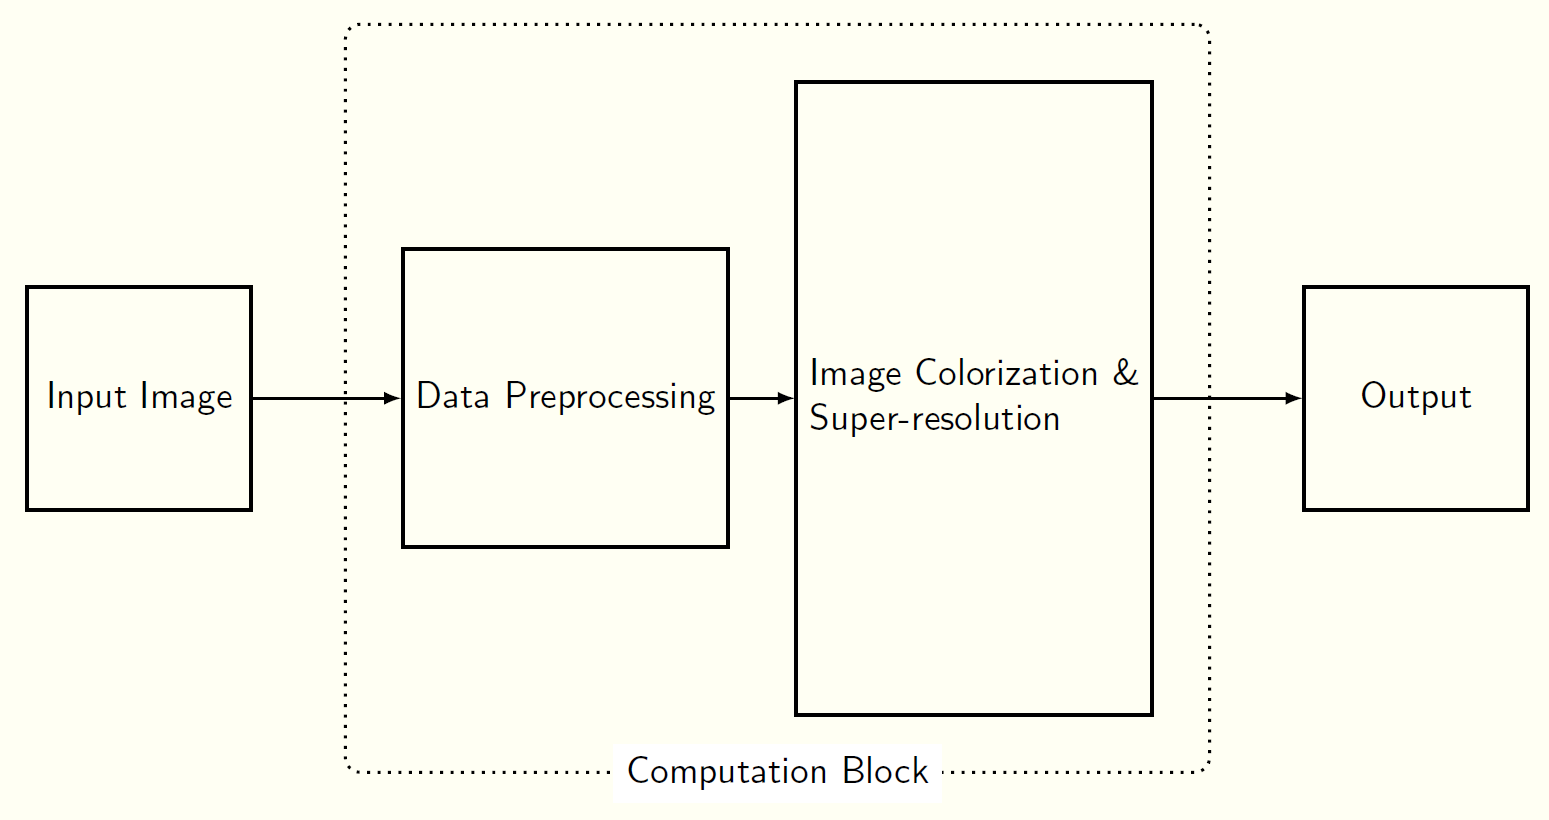 Input Image
Data Preprocessing
Image Colorization &
Super-resolution
Output
Computation Block